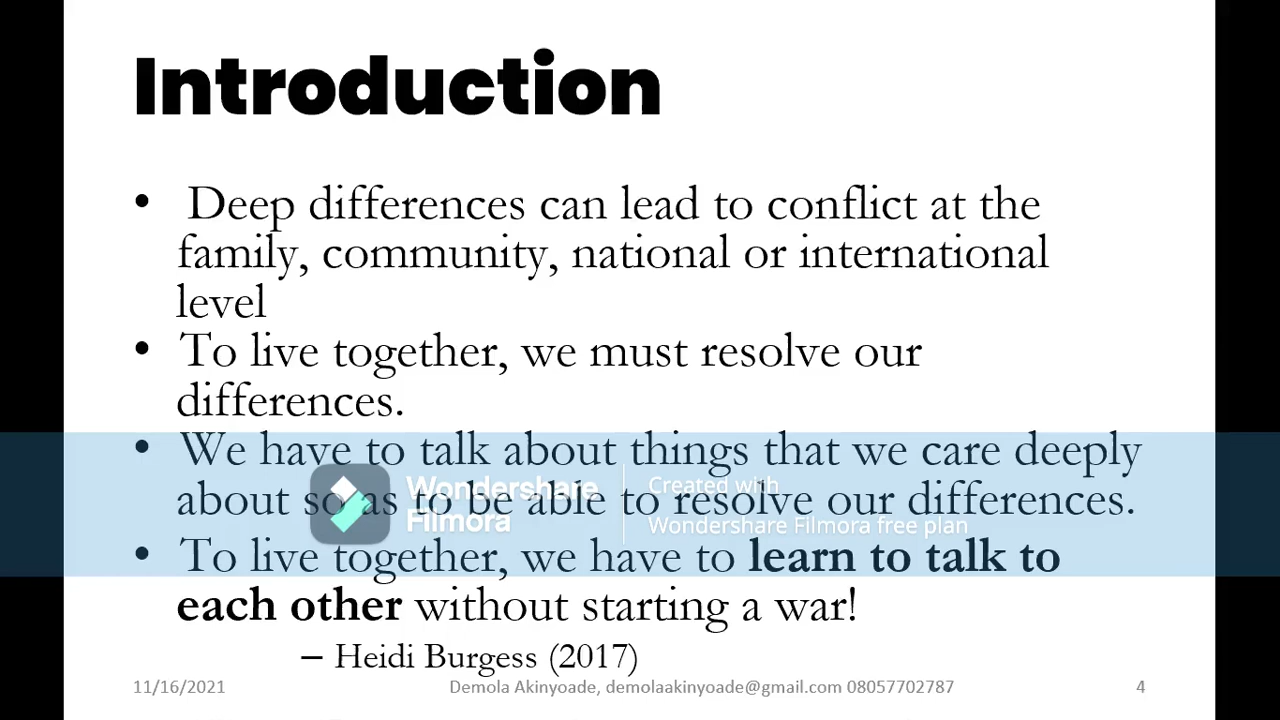 Introduction
• Deep differences can lead to conflict at the
family, community, national or international
level
• To live together, we must resolve our
differences.
• We have to talk about things that we care deeply
about so as to be able to resolve our differences.
Wondershare
Filmora
Created with
Wondershare Filmora free plan
• To live together, we have to learn to talk to
each other without starting a war!
– Heidi Burgess (2017)
11/16/2021 Demola Akinyoade, demolaakinyoade@gmail.com 08057702787 4